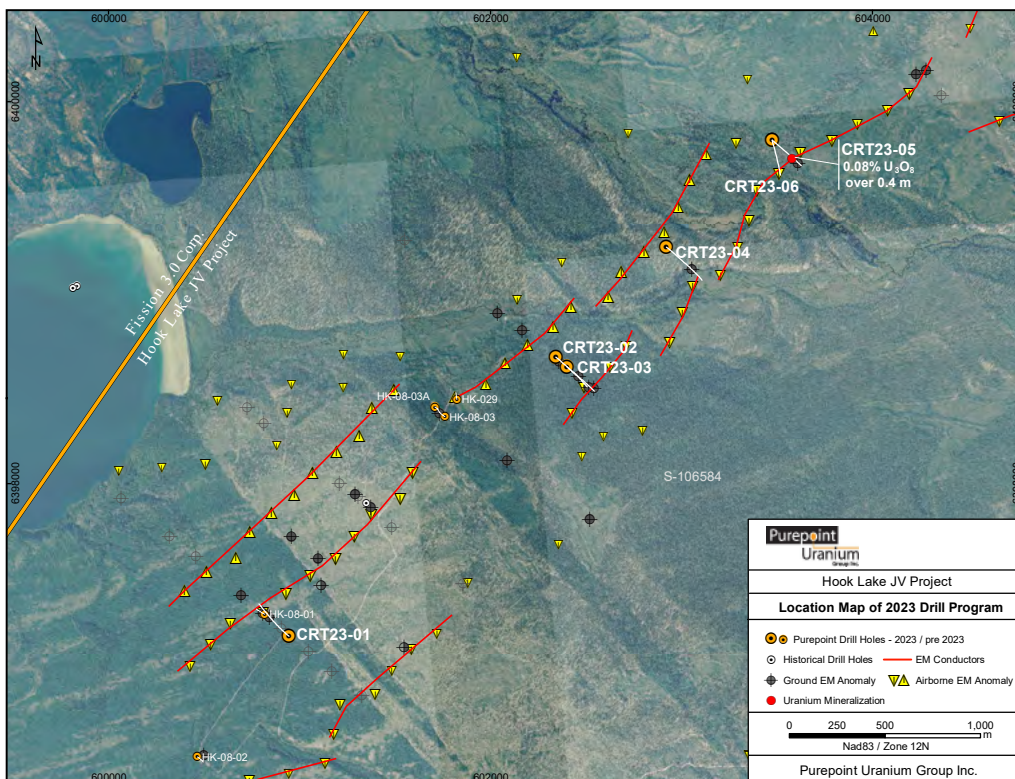 600000
602000
604000
N
6400000
CRT23-05
0.08% U₃O₈
over 0.4 m
CRT23-06
CRT23-04
Fission 3.0 Corp.
Hook Lake JV Project
CRT23-02
CRT23-03
HK-08-03A
HK-029
HK-08-03
6398000
S-106584
HK-08-01
CRT23-01
HK-08-02
Purepoint
Uranium
Group Inc.
Hook Lake JV Project
Location Map of 2023 Drill Program
Purepoint Drill Holes - 2023 / pre 2023
Historical Drill Holes
EM Conductors
Ground EM Anomaly
Airborne EM Anomaly
Uranium Mineralization
0 250 500 1,000
m
Nad83 / Zone 12N
Purepoint Uranium Group Inc.
600000
602000